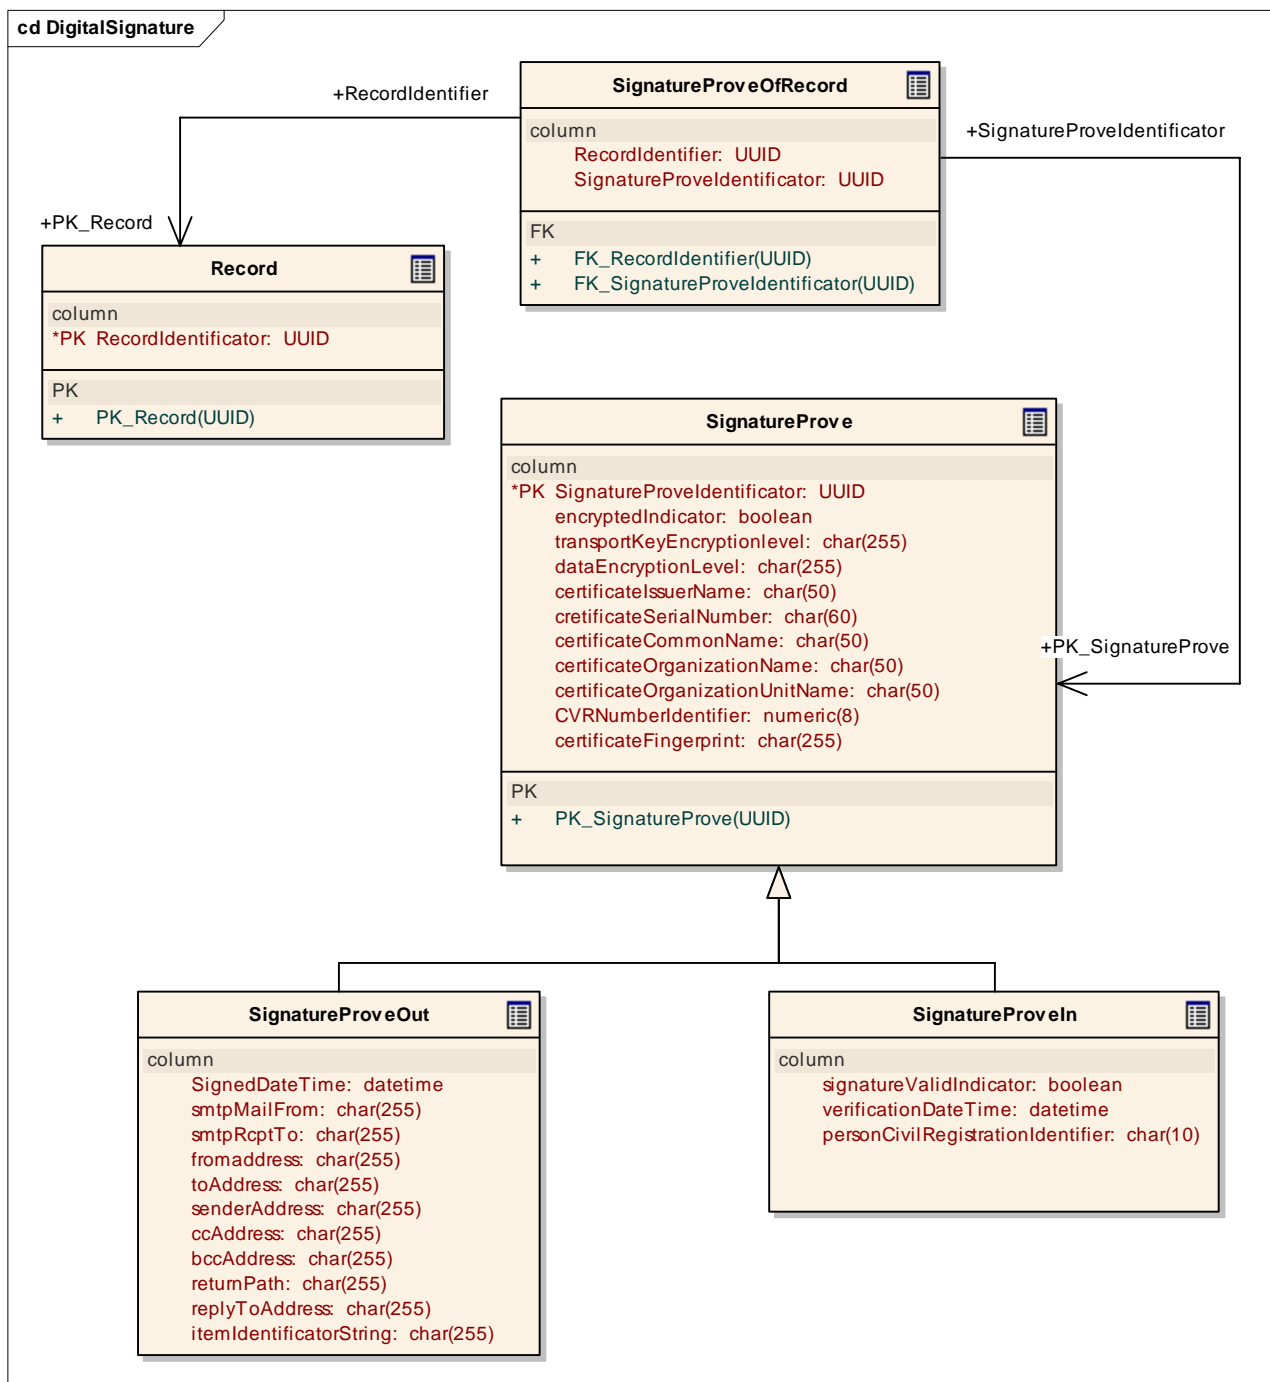 cd DigitalSignature
SignatureProveOfRecord
column
RecordIdentifier: UUID
SignatureProveIdentificator: UUID
FK
+ FK_RecordIdentifier(UUID)
+ FK_SignatureProveIdentificator(UUID)
+RecordIdentifier
+SignatureProveIdentificator
+PK_Record
Record
column
*PK RecordIdentificator: UUID
PK
+ PK_Record(UUID)
SignatureProve
column
*PK SignatureProveIdentificator: UUID
encryptedIndicator: boolean
transportKeyEncryptionlevel: char(255)
dataEncryptionLevel: char(255)
certificateIssuerName: char(50)
cretificateSerialNumber: char(60)
certificateCommonName: char(50)
certificateOrganizationName: char(50)
certificateOrganizationUnitName: char(50)
CVRNumberIdentifier: numeric(8)
certificateFingerprint: char(255)
PK
+ PK_SignatureProve(UUID)
+PK_SignatureProve
SignatureProveOut
column
SignedDateTime: datetime
smtpMailFrom: char(255)
smtpRcptTo: char(255)
fromaddress: char(255)
toAddress: char(255)
senderAddress: char(255)
ccAddress: char(255)
bccAddress: char(255)
returnPath: char(255)
replyToAddress: char(255)
itemIdentificatorString: char(255)
SignatureProveIn
column
signatureValidIndicator: boolean
verificationDateTime: datetime
personCivilRegistrationIdentifier: char(10)